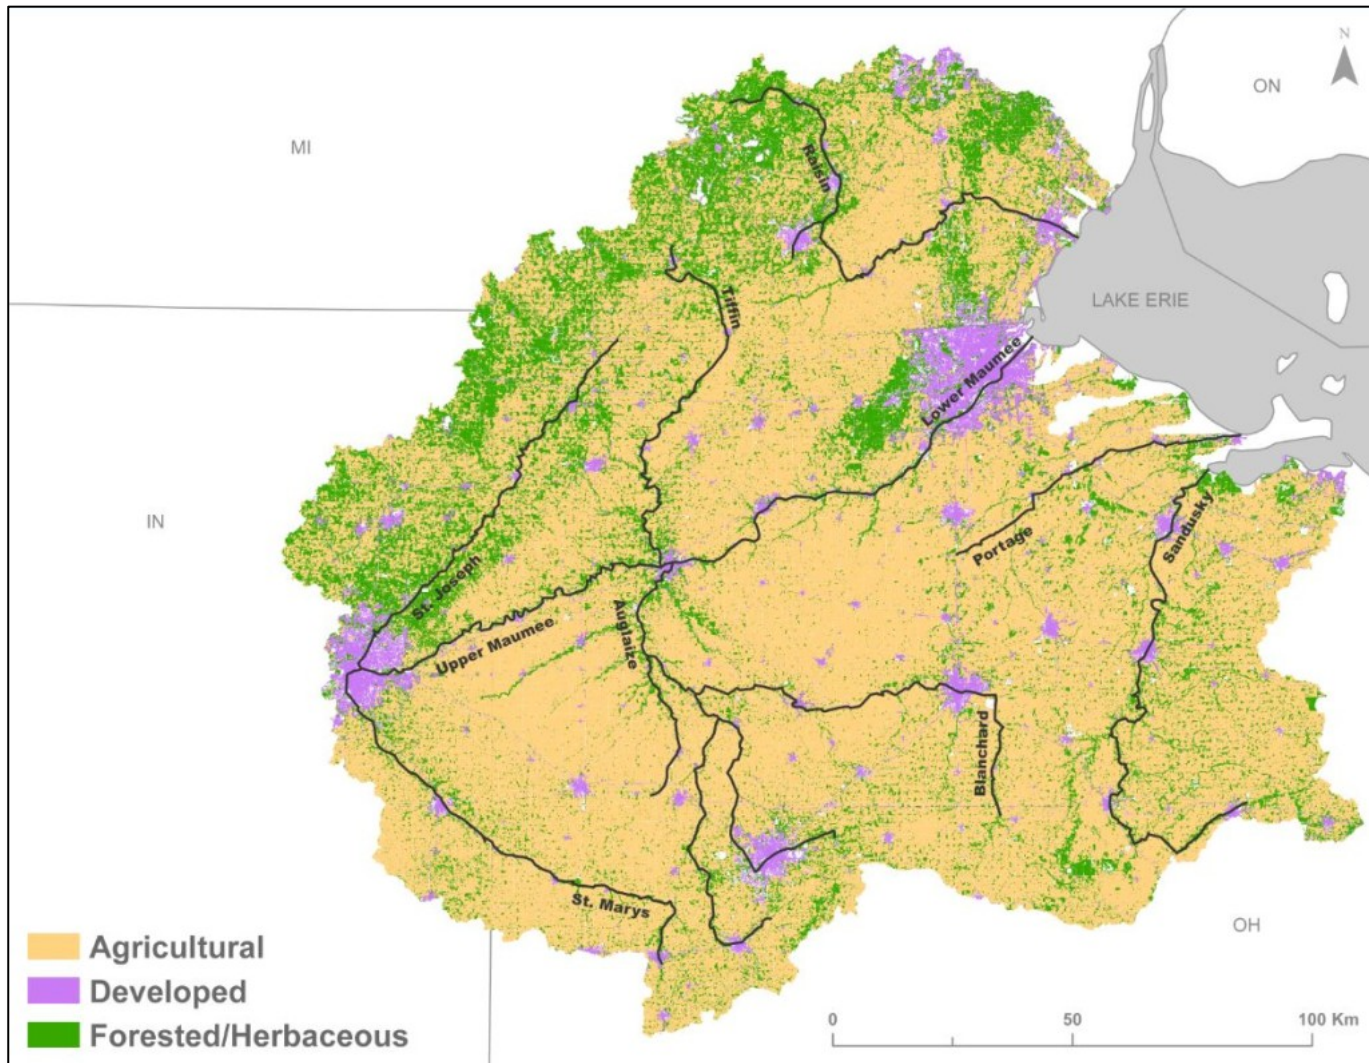 N
ON
MI
Raisin
LAKE ERIE
Tiffin
Lower Maumee
IN
Portage
Sandusky
St. Joseph
Upper Maumee
Auglaize
Blanchard
St. Marys
OH
Agricultural
Developed
Forested/Herbaceous
0 50 100 Km